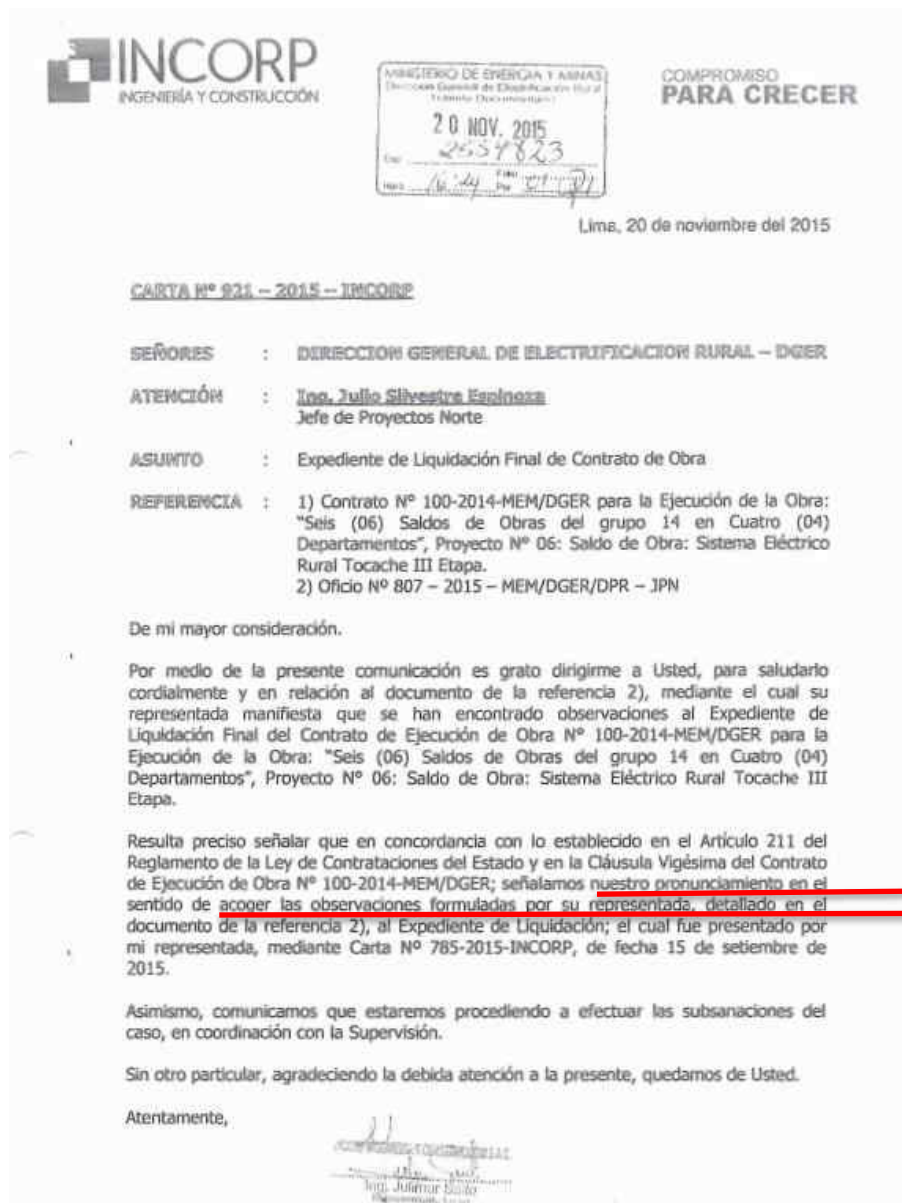 INCORP
INGENIERÍA Y CONSTRUCCIÓN
MINISTERIO DE ENERGIA Y MINAS
Dirección General de Electrificación Rural
20 NOV. 2015
2554823
COMPROMISO
PARA CRECER
Lima, 20 de noviembre del 2015
CARTA Nº 921 – 2015 – INCORP
SEÑORES : DIRECCION GENERAL DE ELECTRIFICACION RURAL – DGER
ATENCIÓN : Ing. Julio Silvestre Espinoza
Jefe de Proyectos Norte
ASUNTO : Expediente de Liquidación Final de Contrato de Obra
REFERENCIA : 1) Contrato Nº 100-2014-MEM/DGER para la Ejecución de la Obra:
"Seis (06) Saldos de Obras del grupo 14 en Cuatro (04)
Departamentos", Proyecto Nº 06: Saldo de Obra: Sistema Eléctrico
Rural Tocache III Etapa.
2) Oficio Nº 807 – 2015 – MEM/DGER/DPR – JPN
De mi mayor consideración.
Por medio de la presente comunicación es grato dirigirme a Usted, para saludarlo
cordialmente y en relación al documento de la referencia 2), mediante el cual su
representada manifiesta que se han encontrado observaciones al Expediente de
Liquidación Final del Contrato de Ejecución de Obra Nº 100-2014-MEM/DGER para la
Ejecución de la Obra: "Seis (06) Saldos de Obras del grupo 14 en Cuatro (04)
Departamentos", Proyecto Nº 06: Saldo de Obra: Sistema Eléctrico Rural Tocache III
Etapa.
Resulta preciso señalar que en concordancia con lo establecido en el Artículo 211 del
Reglamento de la Ley de Contrataciones del Estado y en la Cláusula Vigésima del Contrato
de Ejecución de Obra Nº 100-2014-MEM/DGER; señalamos nuestro pronunciamiento en el
sentido de acoger las observaciones formuladas por su representada, detallado en el
documento de la referencia 2), al Expediente de Liquidación; el cual fue presentado por
mi representada, mediante Carta Nº 785-2015-INCORP, de fecha 15 de setiembre de
2015.
Asimismo, comunicamos que estaremos procediendo a efectuar las subsanaciones del
caso, en coordinación con la Supervisión.
Sin otro particular, agradeciendo la debida atención a la presente, quedamos de Usted.
Atentamente,
Ing. Julimar